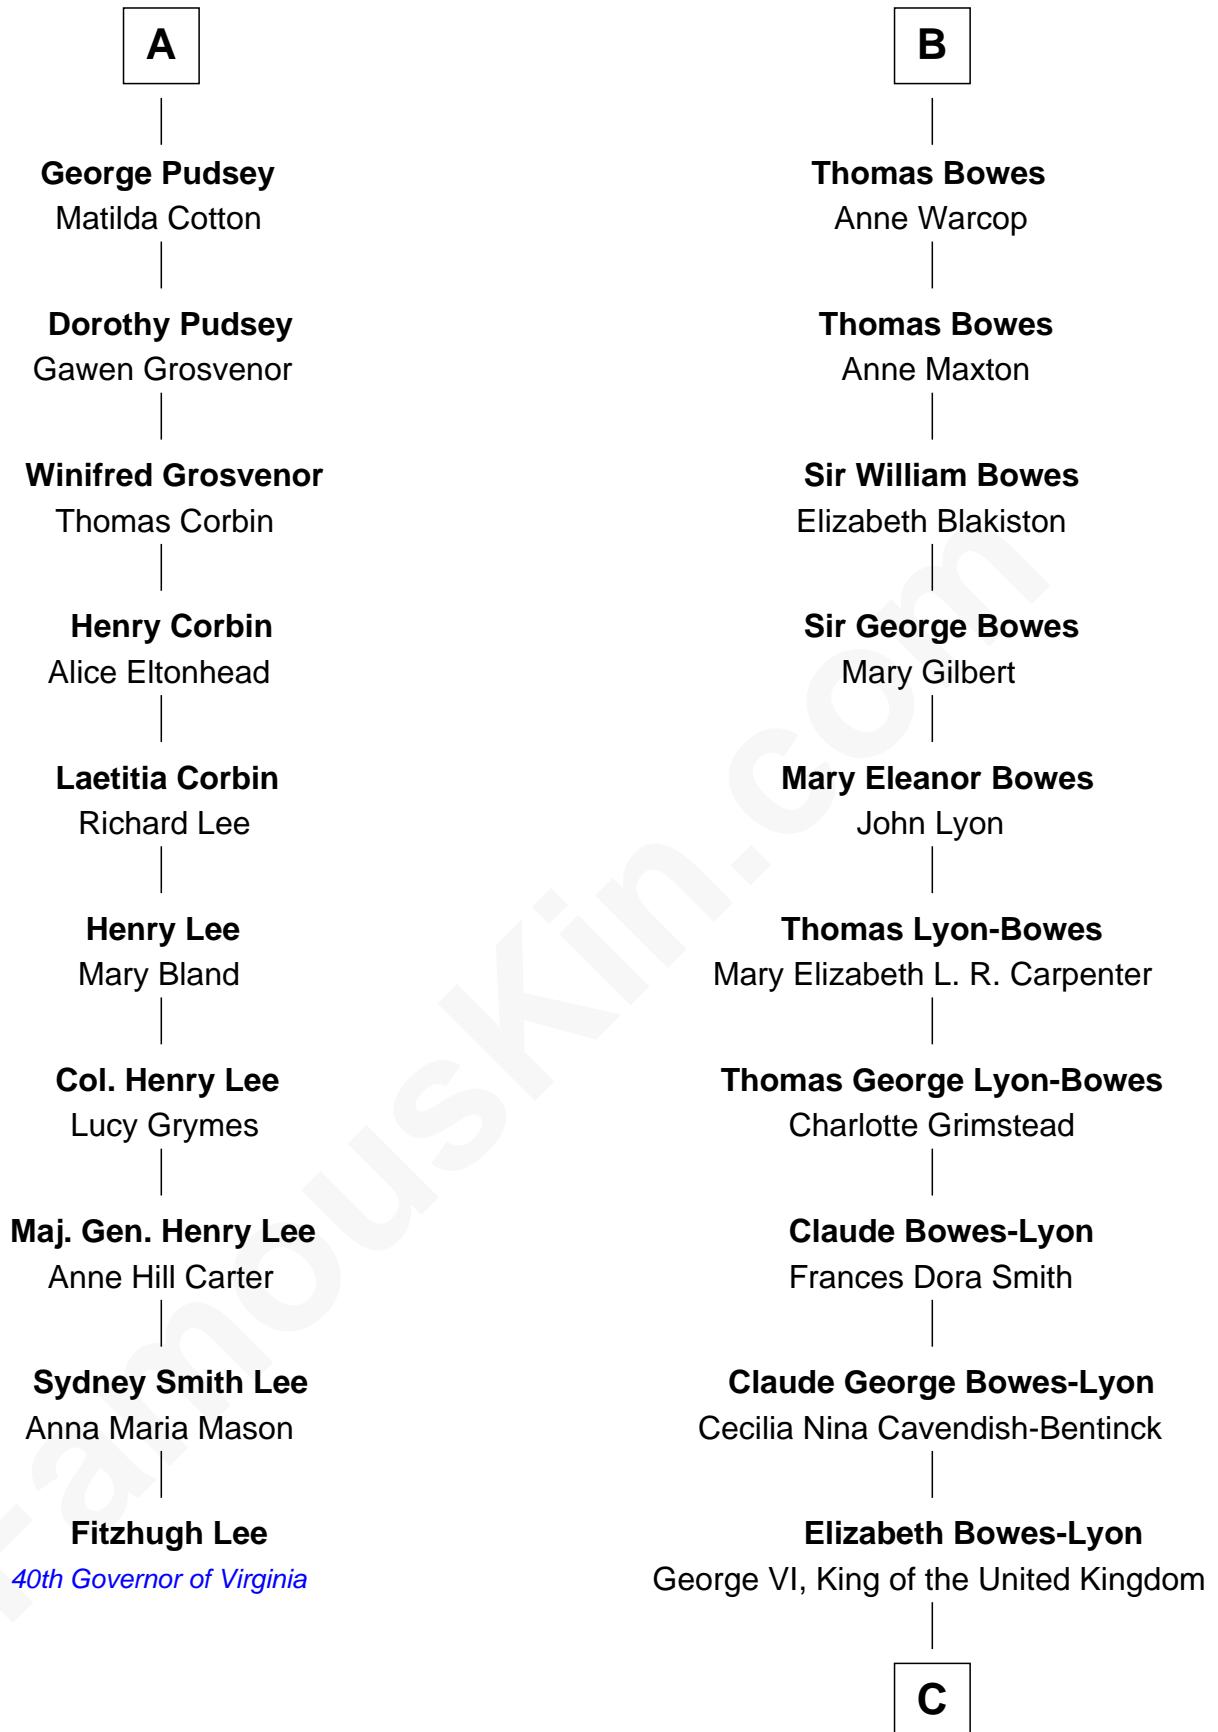 A
George Pudsey
Matilda Cotton
Dorothy Pudsey
Gawen Grosvenor
Winifred Grosvenor
Thomas Corbin
Henry Corbin
Alice Eltonhead
Laetitia Corbin
Richard Lee
Henry Lee
Mary Bland
Col. Henry Lee
Lucy Grymes
Maj. Gen. Henry Lee
Anne Hill Carter
Sydney Smith Lee
Anna Maria Mason
Fitzhugh Lee
40th Governor of Virginia
B
Thomas Bowes
Anne Warcop
Thomas Bowes
Anne Maxton
Sir William Bowes
Elizabeth Blakiston
Sir George Bowes
Mary Gilbert
Mary Eleanor Bowes
John Lyon
Thomas Lyon-Bowes
Mary Elizabeth L. R. Carpenter
Thomas George Lyon-Bowes
Charlotte Grimstead
Claude Bowes-Lyon
Frances Dora Smith
Claude George Bowes-Lyon
Cecilia Nina Cavendish-Bentinck
Elizabeth Bowes-Lyon
George VI, King of the United Kingdom
C
FamousKin.com